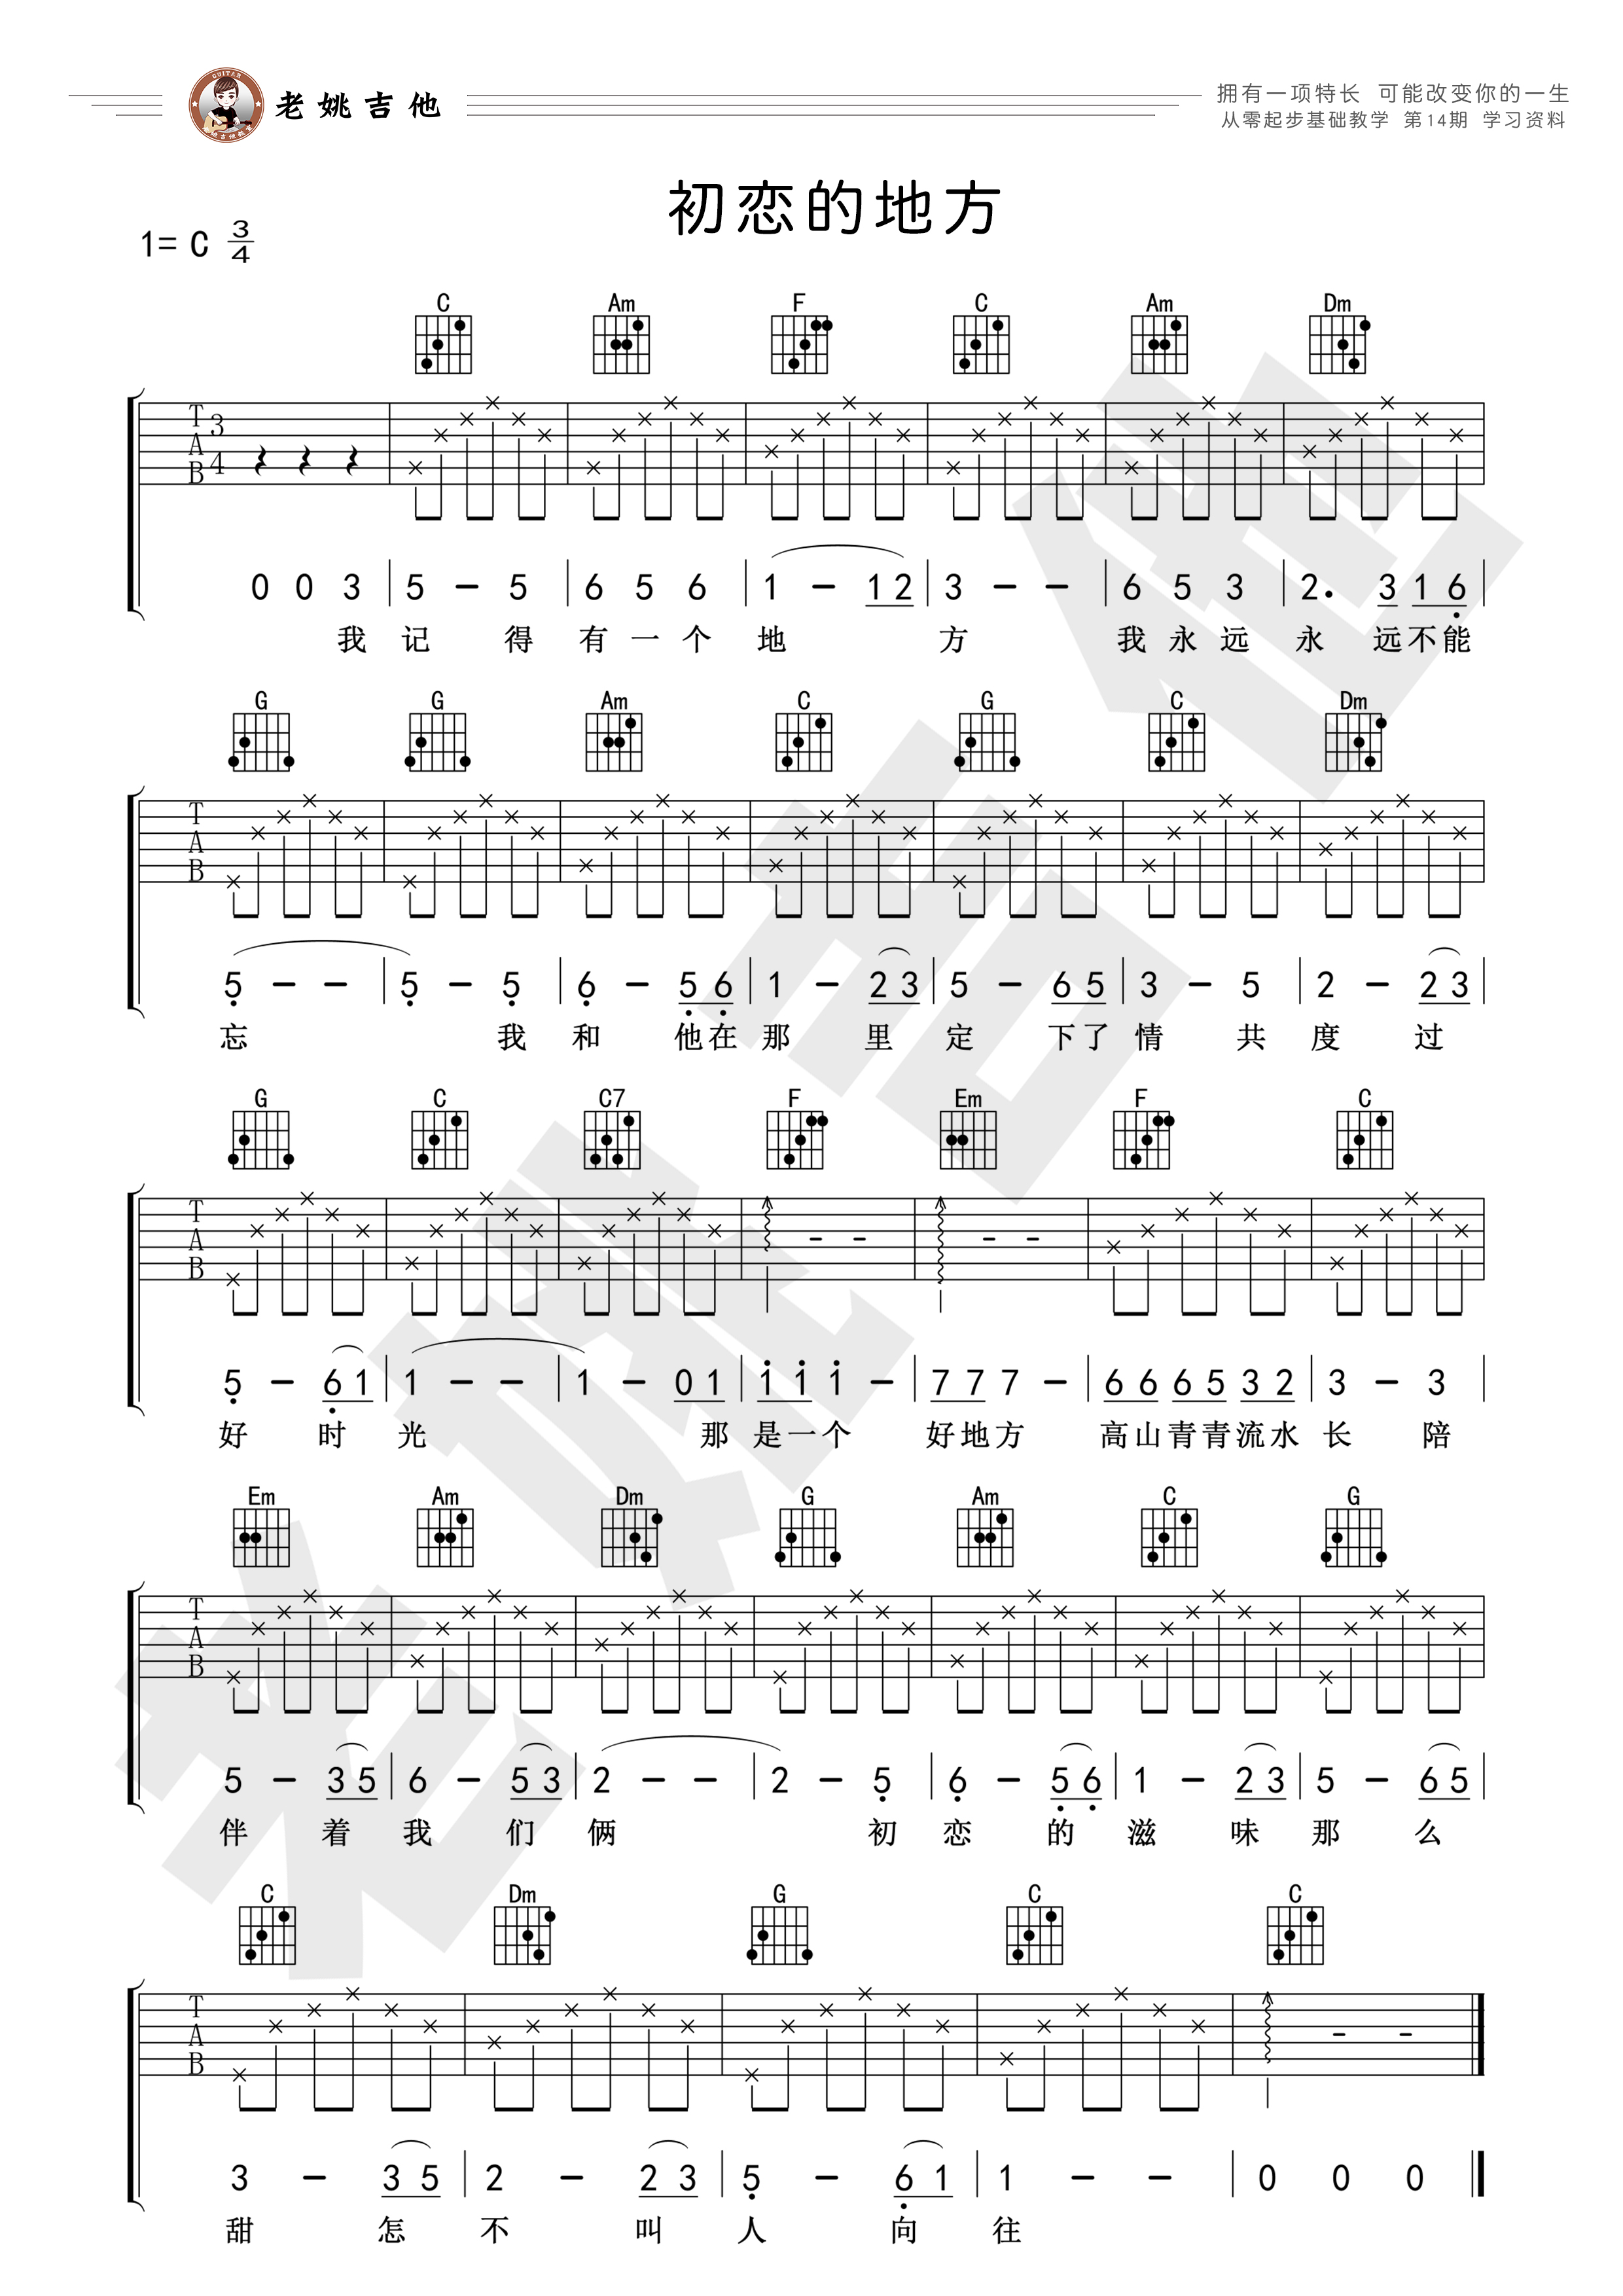 老姚吉他
拥有一项特长 可能改变你的一生
从零起步基础教学 第14期 学习资料
初恋的地方
1= C 3/4
C Am F C Am Dm
T A B 3 4
0 0 3 | 5 - 5 | 6 5 6 | 1 - 1 2 | 3 - - | 6 5 3 | 2. 3 1 6 |
我 记 得 有 一 个 地 方 我 永 远 永 远 不 能
G G Am C G C Dm
T A B
5 - - | 5 - 5 | 6 - 5 6 | 1 - 2 3 | 5 - 6 5 | 3 - 5 | 2 - 2 3 |
忘 我 和 他 在 那 里 定 下 了 情 共 度 过
G C C7 F Em F C
T A B
5 - 6 1 | 1 - - | 1 - 0 1 | 1 1 1 - | 7 7 7 - | 6 6 6 5 3 2 | 3 - 3 |
好 时 光 那 是 一 个 好 地 方 高 山 青 青 流 水 长 陪
Em Am Dm G Am C G
T A B
5 - 3 5 | 6 - 5 3 | 2 - - | 2 - 5 | 6 - 5 6 | 1 - 2 3 | 5 - 6 5 |
伴 着 我 们 俩 初 恋 的 滋 味 那 么
C Dm G C C
T A B
3 - 3 5 | 2 - 2 3 | 5 - 6 1 | 1 - - | 0 0 0
甜 怎 不 叫 人 向 往
老姚吉他